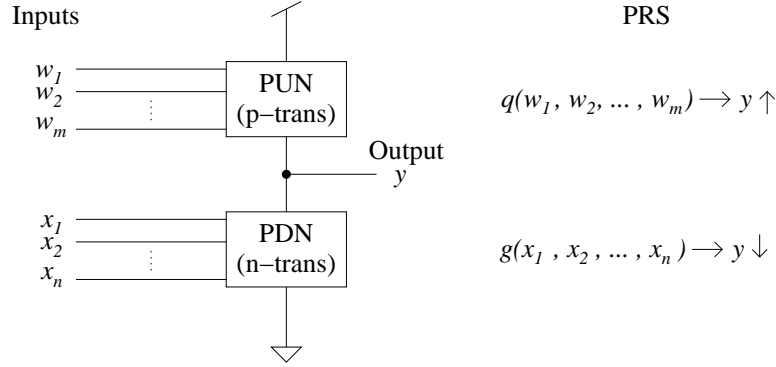 Inputs PRS
w1
w2
wm
PUN
(p−trans)
q(w1, w2, ... , wm) → y ↑
Output
y
x1
x2
xn
PDN
(n−trans)
g(x1 , x2 , ... , xn ) → y ↓